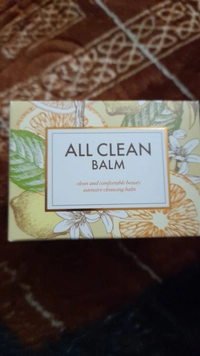 ALL CLEAN
BALM
clean and comfortable beauty
intensive cleansing balm